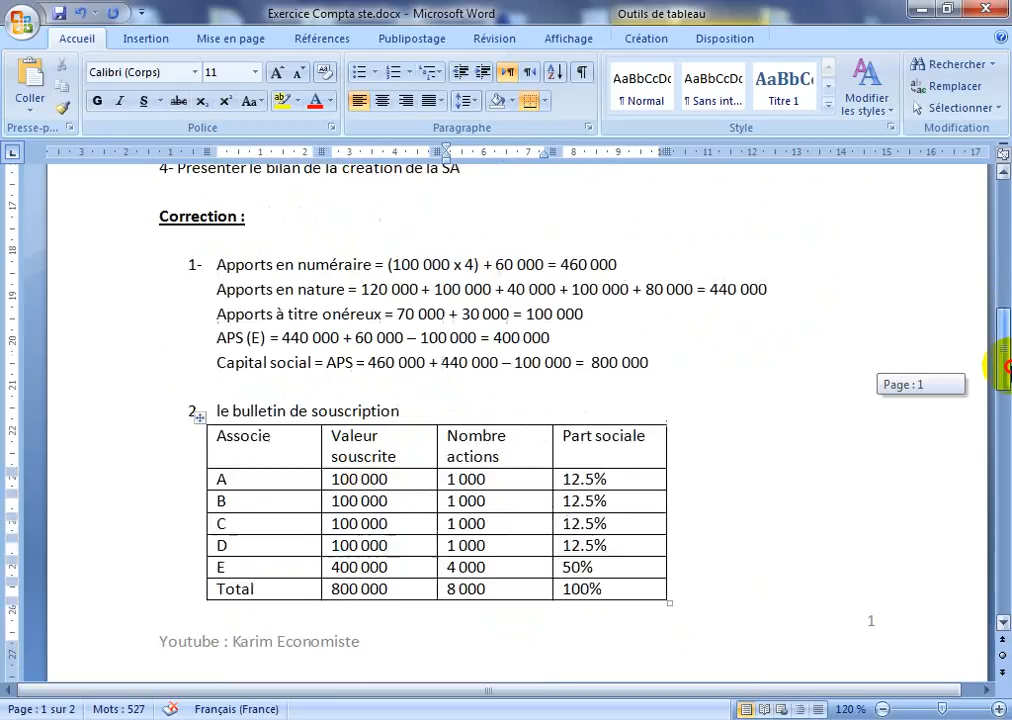 Exercice Compta ste.docx - Microsoft Word
Outils de tableau
Accueil Insertion Mise en page Références Publipostage Révision Affichage Création Disposition
Coller
Calibri (Corps) 11
AaBbCcDc AaBbCcDc AaBbC
¶ Normal ¶ Sans int... Titre 1
Modifier
les styles
Rechercher
Remplacer
Sélectionner
Presse-p... Police Paragraphe Style Modification
4- Présenter le bilan de la création de la SA
Correction :
1- Apports en numéraire = (100 000 x 4) + 60 000 = 460 000
Apports en nature = 120 000 + 100 000 + 40 000 + 100 000 + 80 000 = 440 000
Apports à titre onéreux = 70 000 + 30 000 = 100 000
APS (E) = 440 000 + 60 000 – 100 000 = 400 000
Capital social = APS = 460 000 + 440 000 – 100 000 = 800 000
Page : 1
2 le bulletin de souscription
Associe Valeur souscrite Nombre actions Part sociale
A 100 000 1 000 12.5%
B 100 000 1 000 12.5%
C 100 000 1 000 12.5%
D 100 000 1 000 12.5%
E 400 000 4 000 50%
Total 800 000 8 000 100%
1
Youtube : Karim Economiste
Page : 1 sur 2 Mots : 527 Français (France) 120 %